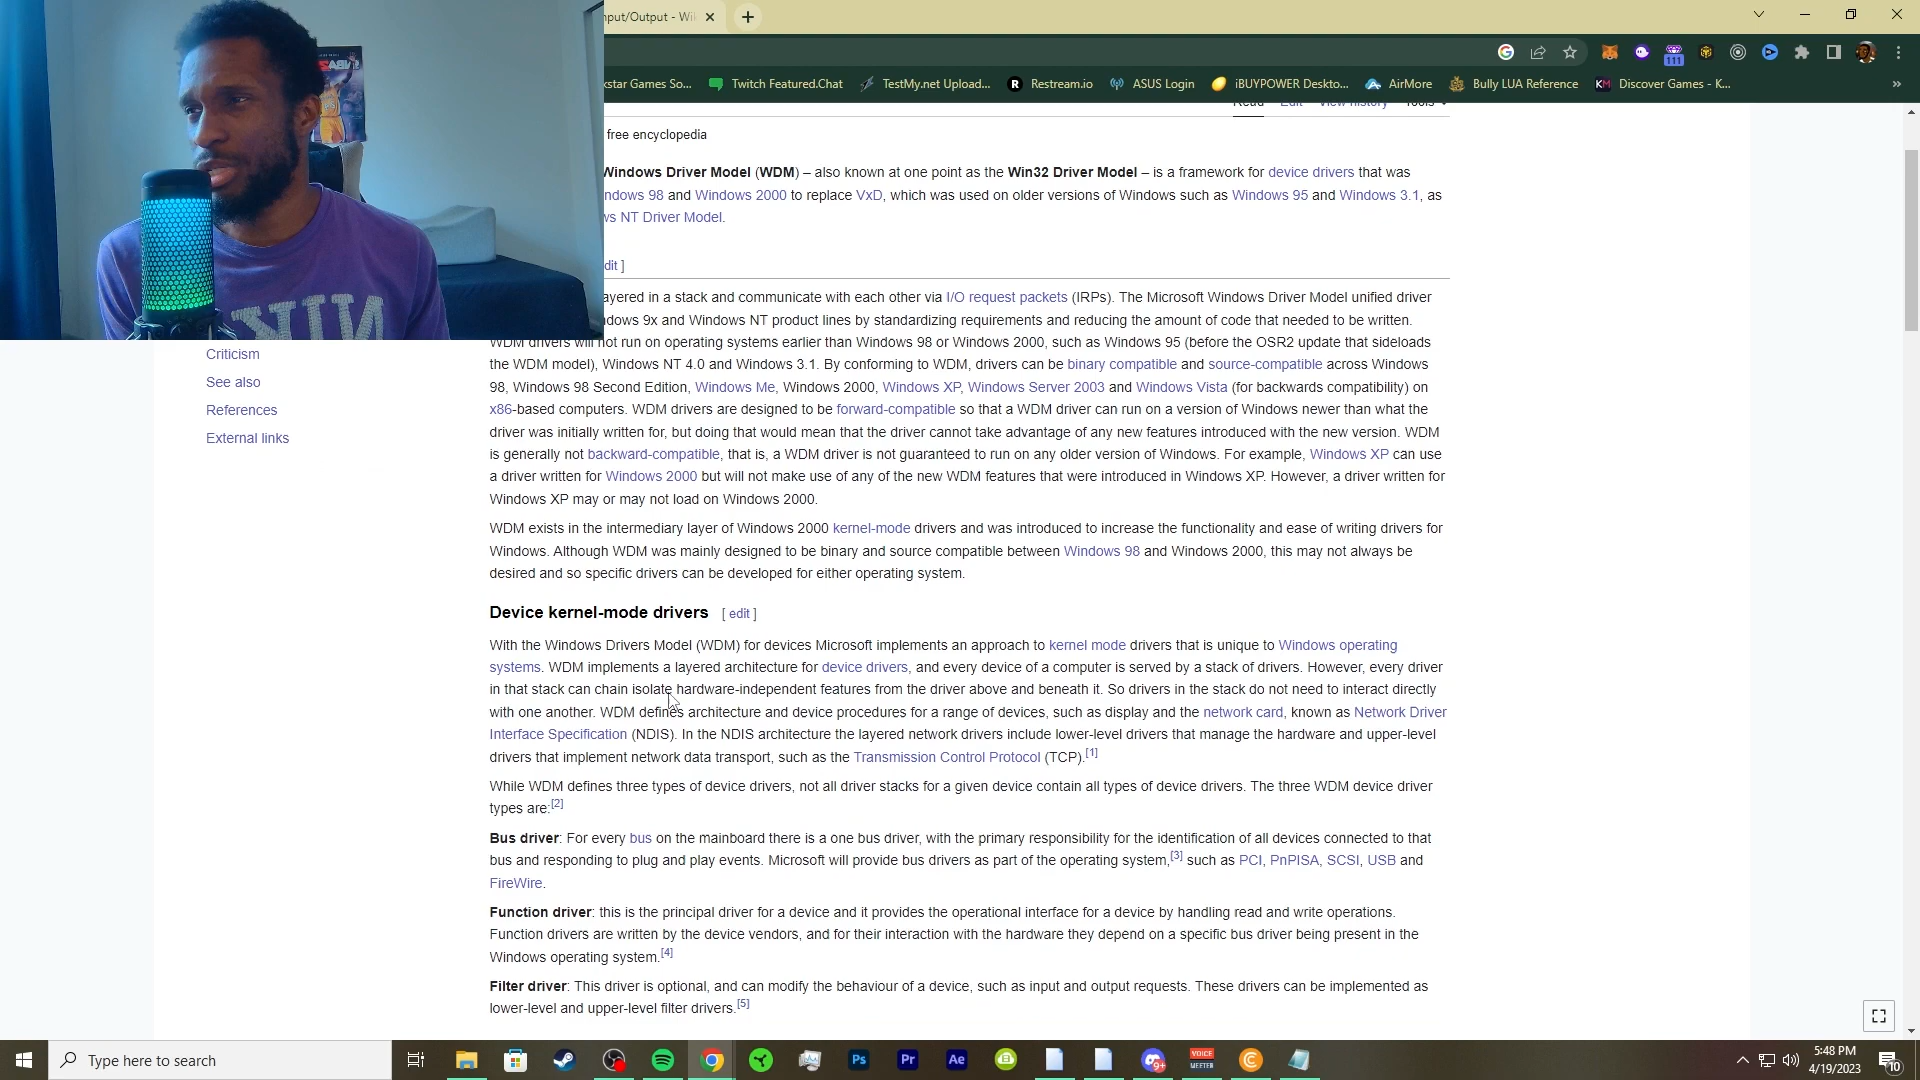 nput/Output - Wi
kstar Games So...
Twitch Featured.Chat
TestMy.net Upload...
Restream.io
ASUS Login
iBUYPOWER Deskto...
AirMore
Bully LUA Reference
Discover Games - K...
»
111
Read Edit View history Tools
free encyclopedia
Windows Driver Model (WDM) – also known at one point as the Win32 Driver Model – is a framework for device drivers that was
ndows 98 and Windows 2000 to replace VxD, which was used on older versions of Windows such as Windows 95 and Windows 3.1, as
ws NT Driver Model.
dit ]
ayered in a stack and communicate with each other via I/O request packets (IRPs). The Microsoft Windows Driver Model unified driver
dows 9x and Windows NT product lines by standardizing requirements and reducing the amount of code that needed to be written.
WDM drivers will not run on operating systems earlier than Windows 98 or Windows 2000, such as Windows 95 (before the OSR2 update that sideloads
the WDM model), Windows NT 4.0 and Windows 3.1. By conforming to WDM, drivers can be binary compatible and source-compatible across Windows
98, Windows 98 Second Edition, Windows Me, Windows 2000, Windows XP, Windows Server 2003 and Windows Vista (for backwards compatibility) on
x86-based computers. WDM drivers are designed to be forward-compatible so that a WDM driver can run on a version of Windows newer than what the
driver was initially written for, but doing that would mean that the driver cannot take advantage of any new features introduced with the new version. WDM
is generally not backward-compatible, that is, a WDM driver is not guaranteed to run on any older version of Windows. For example, Windows XP can use
a driver written for Windows 2000 but will not make use of any of the new WDM features that were introduced in Windows XP. However, a driver written for
Windows XP may or may not load on Windows 2000.
WDM exists in the intermediary layer of Windows 2000 kernel-mode drivers and was introduced to increase the functionality and ease of writing drivers for
Windows. Although WDM was mainly designed to be binary and source compatible between Windows 98 and Windows 2000, this may not always be
desired and so specific drivers can be developed for either operating system.
Criticism
See also
References
External links
Device kernel-mode drivers [ edit ]
With the Windows Drivers Model (WDM) for devices Microsoft implements an approach to kernel mode drivers that is unique to Windows operating
systems. WDM implements a layered architecture for device drivers, and every device of a computer is served by a stack of drivers. However, every driver
in that stack can chain isolate hardware-independent features from the driver above and beneath it. So drivers in the stack do not need to interact directly
with one another. WDM defines architecture and device procedures for a range of devices, such as display and the network card, known as Network Driver
Interface Specification (NDIS). In the NDIS architecture the layered network drivers include lower-level drivers that manage the hardware and upper-level
drivers that implement network data transport, such as the Transmission Control Protocol (TCP).[1]
While WDM defines three types of device drivers, not all driver stacks for a given device contain all types of device drivers. The three WDM device driver
types are:[2]
Bus driver: For every bus on the mainboard there is a one bus driver, with the primary responsibility for the identification of all devices connected to that
bus and responding to plug and play events. Microsoft will provide bus drivers as part of the operating system,[3] such as PCI, PnPISA, SCSI, USB and
FireWire.
Function driver: this is the principal driver for a device and it provides the operational interface for a device by handling read and write operations.
Function drivers are written by the device vendors, and for their interaction with the hardware they depend on a specific bus driver being present in the
Windows operating system.[4]
Filter driver: This driver is optional, and can modify the behaviour of a device, such as input and output requests. These drivers can be implemented as
lower-level and upper-level filter drivers.[5]
Type here to search
Ps
Pr
Ae
9+
VOICE
MEETER
5:48 PM
4/19/2023
10